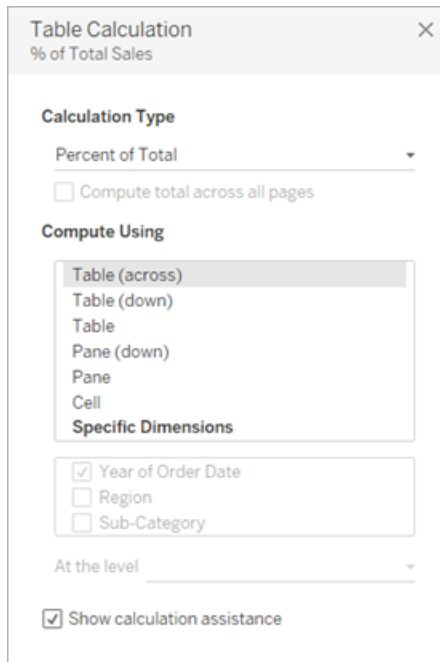 Table Calculation
% of Total Sales
Calculation Type
Percent of Total
Compute total across all pages
Compute Using
Table (across)
Table (down)
Table
Pane (down)
Pane
Cell
Specific Dimensions
Year of Order Date
Region
Sub-Category
At the level
Show calculation assistance